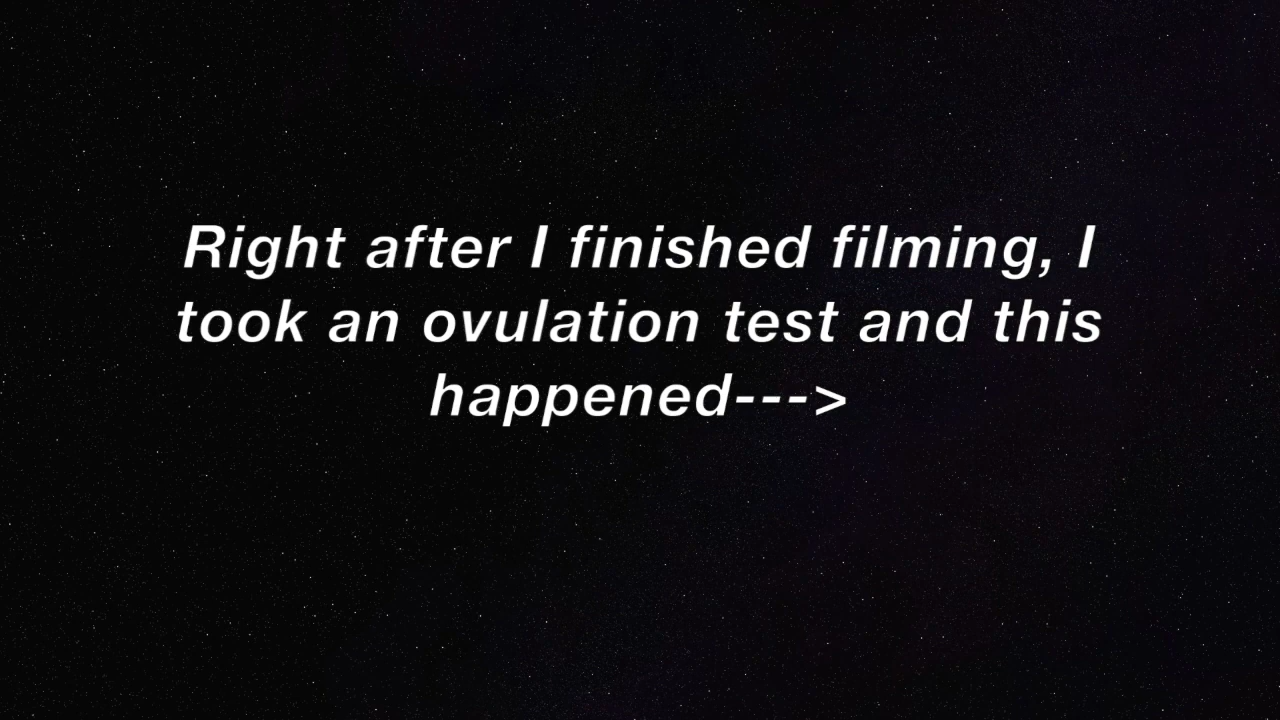 Right after I finished filming, I
took an ovulation test and this
happened--->